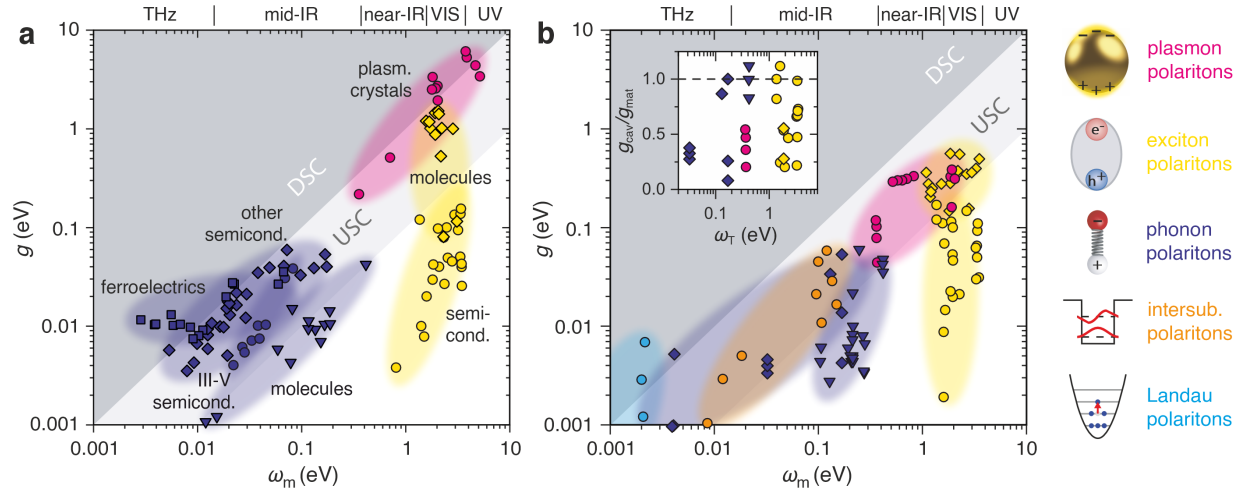 THz
mid-IR
near-IR
VIS
UV
a
10
1
0.1
0.01
0.001
g (eV)
DSC
USC
plasm.
crystals
molecules
other
semicond.
ferroelectrics
III-V
semicond.
molecules
semi-
cond.
0.001
0.01
0.1
1
10
ωm (eV)
THz
mid-IR
near-IR
VIS
UV
b
10
1
0.1
0.01
0.001
g (eV)
DSC
USC
gcav/gmat
1.0
0.5
0.0
0.1
1
ωT (eV)
0.001
0.01
0.1
1
10
ωm (eV)
− − −
+ + +
plasmon
polaritons
e−
h+
exciton
polaritons
−
+
phonon
polaritons
intersub.
polaritons
Landau
polaritons